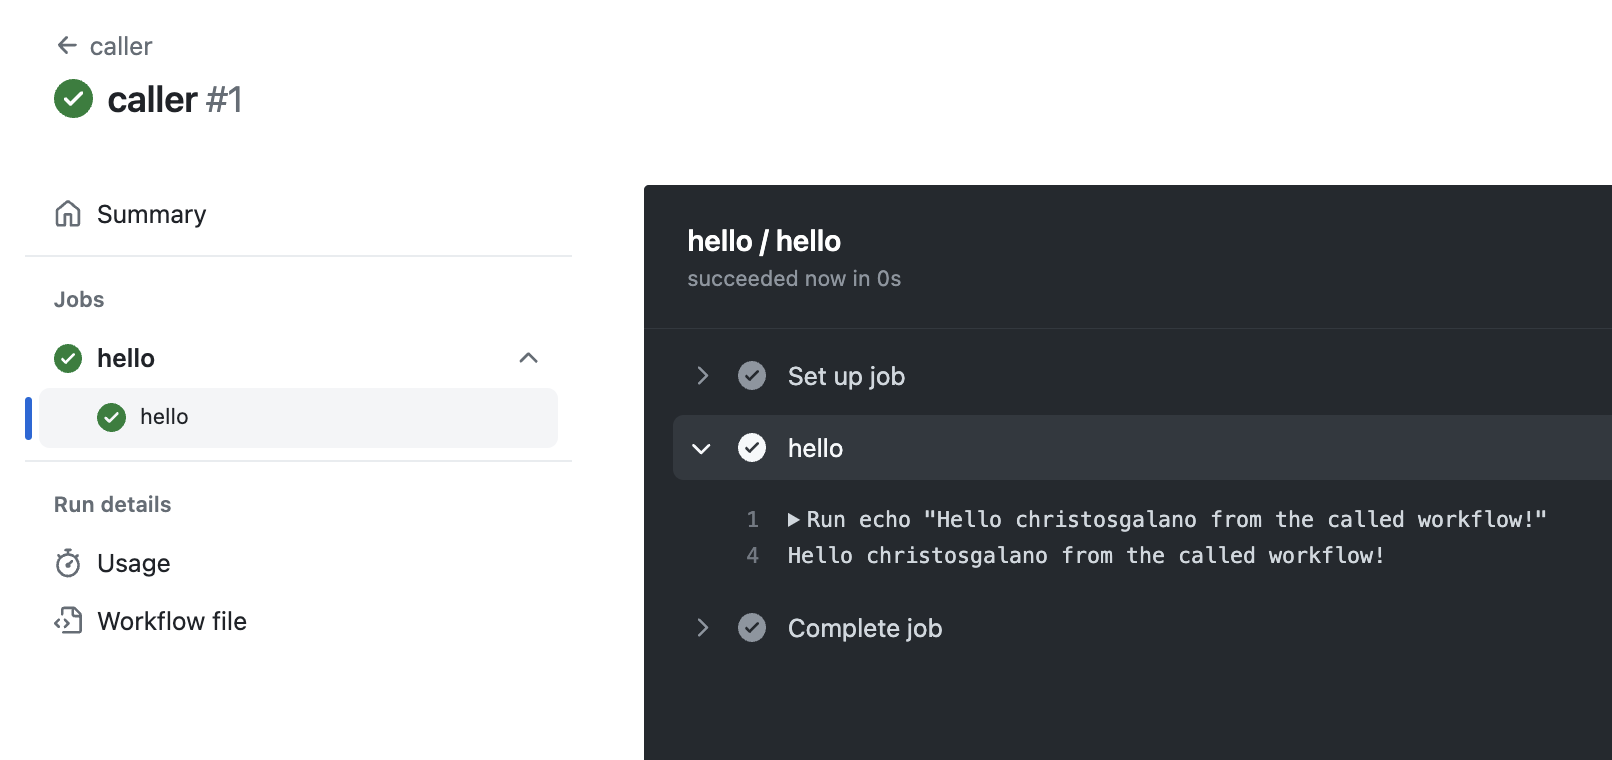 caller
caller #1
Summary
Jobs
hello
hello
Run details
Usage
Workflow file
hello / hello
succeeded now in 0s
Set up job
hello
1 Run echo "Hello christosgalano from the called workflow!"
4 Hello christosgalano from the called workflow!
Complete job